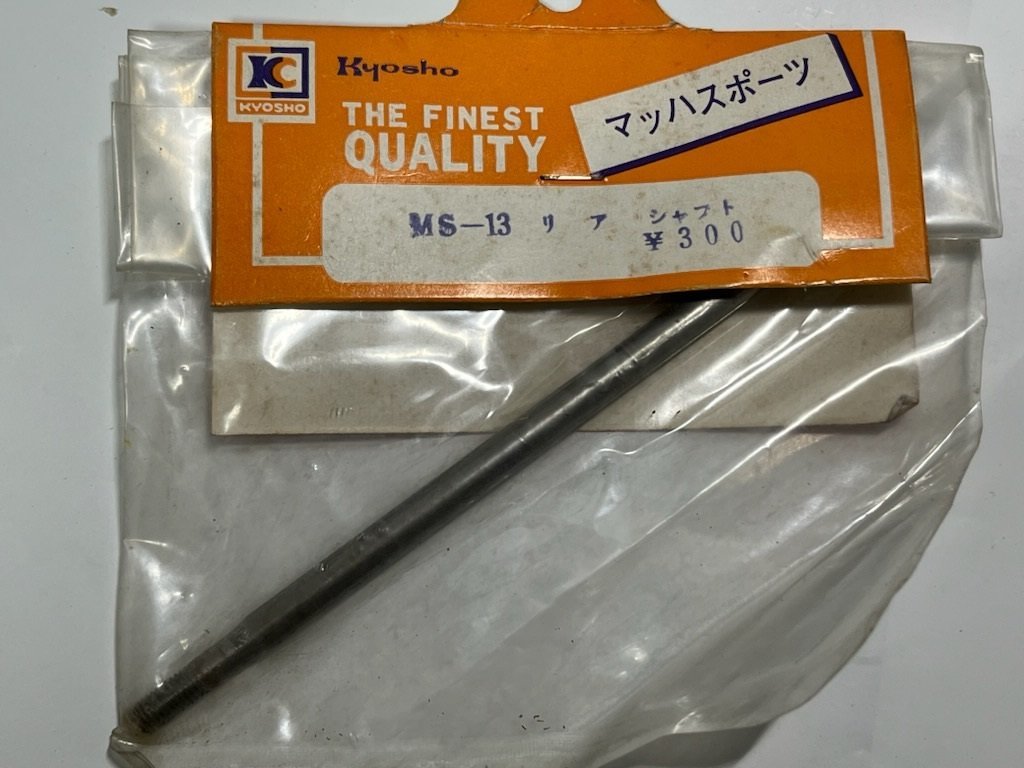 KC
KYOSHO
Kyosho
THE FINEST
QUALITY
マッハスポーツ
MS-13 リア シャフト
¥300